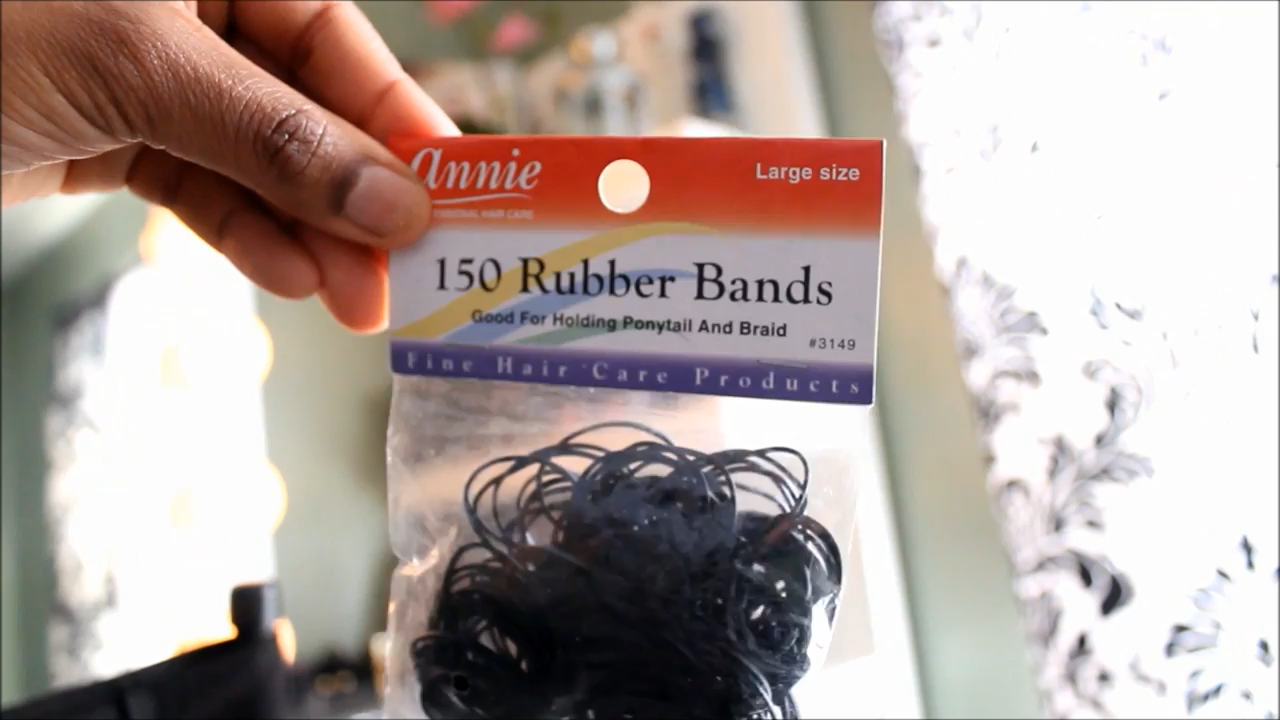 annie
Large size
150 Rubber Bands
Good For Holding Ponytail And Braid
#3149
Fine Hair Care Products